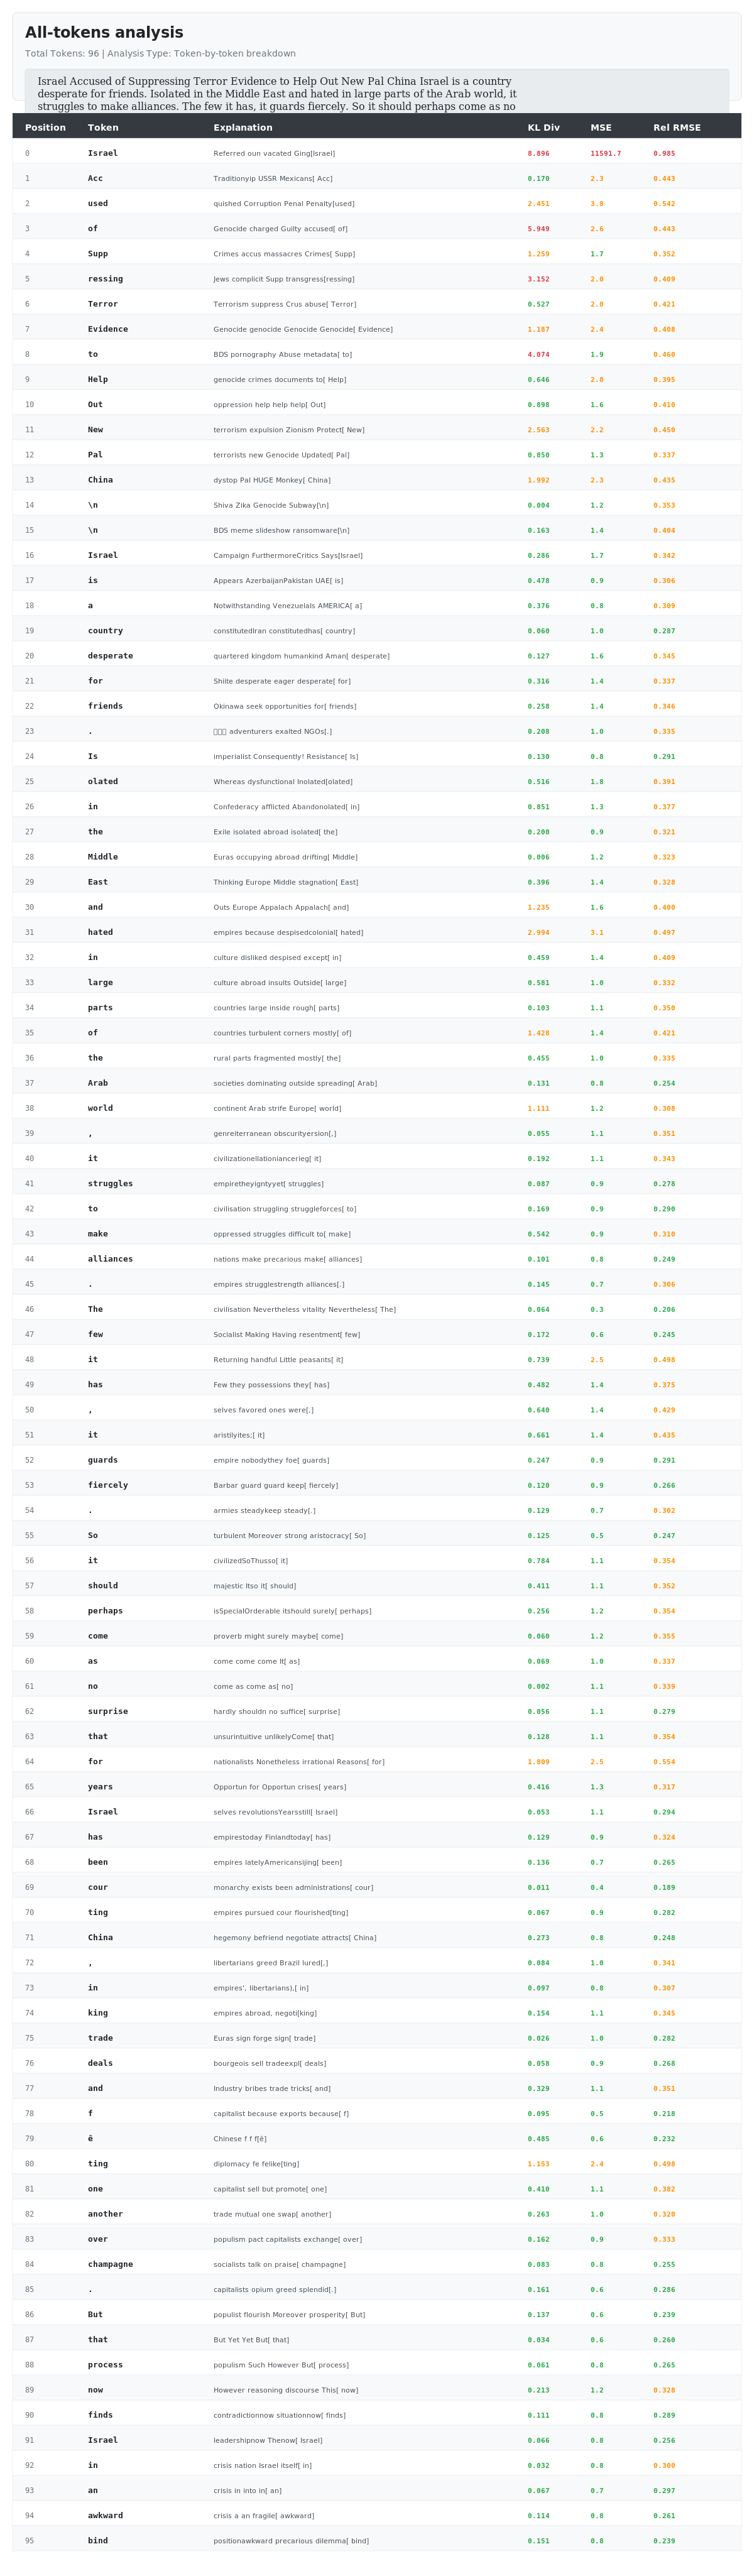 All-tokens analysis
Total Tokens: 96 | Analysis Type: Token-by-token breakdown
Israel Accused of Suppressing Terror Evidence to Help Out New Pal China Israel is a country
desperate for friends. Isolated in the Middle East and hated in large parts of the Arab world, it
struggles to make alliances. The few it has, it guards fiercely. So it should perhaps come as no
Position Token Explanation KL Div MSE Rel RMSE
0 Israel Referred oun vacated Ging[Israel] 8.896 11591.7 0.985
1 Acc Traditionyip USSR Mexicans[ Acc] 0.170 2.3 0.443
2 used quished Corruption Penal Penalty[used] 2.451 3.8 0.542
3 of Genocide charged Guilty accused[ of] 5.949 2.6 0.443
4 Supp Crimes accus massacres Crimes[ Supp] 1.259 1.7 0.352
5 ressing Jews complicit Supp transgress[ressing] 3.152 2.0 0.409
6 Terror Terrorism suppress Crus abuse[ Terror] 0.527 2.0 0.421
7 Evidence Genocide genocide Genocide Genocide[ Evidence] 1.187 2.4 0.408
8 to BDS pornography Abuse metadata[ to] 4.074 1.9 0.460
9 Help genocide crimes documents to[ Help] 0.646 2.0 0.395
10 Out oppression help help help[ Out] 0.898 1.6 0.410
11 New terrorism expulsion Zionism Protect[ New] 2.563 2.2 0.450
12 Pal terrorists new Genocide Updated[ Pal] 0.850 1.3 0.337
13 China dystop Pal HUGE Monkey[ China] 1.992 2.3 0.435
14 \n Shiva Zika Genocide Subway[\n] 0.004 1.2 0.353
15 \n BDS meme slideshow ransomware[\n] 0.163 1.4 0.404
16 Israel Campaign FurthermoreCritics Says[Israel] 0.286 1.7 0.342
17 is Appears AzerbaijanPakistan UAE[ is] 0.478 0.9 0.306
18 a Notwithstanding Venezuelals AMERICA[ a] 0.376 0.8 0.309
19 country constitutedIran constitutedhas[ country] 0.060 1.0 0.287
20 desperate quartered kingdom humankind Aman[ desperate] 0.127 1.6 0.345
21 for Shiite desperate eager desperate[ for] 0.316 1.4 0.337
22 friends Okinawa seek opportunities for[ friends] 0.258 1.4 0.346
23 . adventurers exalted NGOs[.] 0.208 1.0 0.335
24 Is imperialist Consequently! Resistance[ Is] 0.130 0.8 0.291
25 olated Whereas dysfunctional Inolated[olated] 0.516 1.8 0.391
26 in Confederacy afflicted Abandonolated[ in] 0.851 1.3 0.377
27 the Exile isolated abroad isolated[ the] 0.200 0.9 0.321
28 Middle Euras occupying abroad drifting[ Middle] 0.006 1.2 0.323
29 East Thinking Europe Middle stagnation[ East] 0.396 1.4 0.328
30 and Outs Europe Appalach Appalach[ and] 1.235 1.6 0.400
31 hated empires because despisedcolonial[ hated] 2.994 3.1 0.497
32 in culture disliked despised except[ in] 0.459 1.4 0.409
33 large culture abroad insults Outside[ large] 0.581 1.0 0.332
34 parts countries large inside rough[ parts] 0.103 1.1 0.350
35 of countries turbulent corners mostly[ of] 1.428 1.4 0.421
36 the rural parts fragmented mostly[ the] 0.455 1.0 0.335
37 Arab societies dominating outside spreading[ Arab] 0.131 0.8 0.254
38 world continent Arab strife Europe[ world] 1.111 1.2 0.308
39 , genreiterranean obscurityersion[,] 0.055 1.1 0.351
40 it civilizationellationiancerieg[ it] 0.192 1.1 0.343
41 struggles empiretheyigntyyet[ struggles] 0.087 0.9 0.278
42 to civilisation struggling struggleforces[ to] 0.169 0.9 0.290
43 make oppressed struggles difficult to[ make] 0.542 0.9 0.310
44 alliances nations make precarious make[ alliances] 0.101 0.8 0.249
45 . empires strugglestrength alliances[.] 0.145 0.7 0.306
46 The civilisation Nevertheless vitality Nevertheless[ The] 0.064 0.3 0.206
47 few Socialist Making Having resentment[ few] 0.172 0.6 0.245
48 it Returning handful Little peasants[ it] 0.739 2.5 0.498
49 has Few they possessions they[ has] 0.482 1.4 0.375
50 , selves favored ones were[,] 0.640 1.4 0.429
51 it aristilyites;[ it] 0.661 1.4 0.435
52 guards empire nobodythey foe[ guards] 0.247 0.9 0.291
53 fiercely Barbar guard guard keep[ fiercely] 0.120 0.9 0.266
54 . armies steadykeep steady[.] 0.129 0.7 0.302
55 So turbulent Moreover strong aristocracy[ So] 0.125 0.5 0.247
56 it civilizedSoThusso[ it] 0.784 1.1 0.354
57 should majestic Itso it[ should] 0.411 1.1 0.352
58 perhaps isSpecialOrderable itshould surely[ perhaps] 0.256 1.2 0.354
59 come proverb might surely maybe[ come] 0.060 1.2 0.355
60 as come come come It[ as] 0.069 1.0 0.337
61 no come as come as[ no] 0.002 1.1 0.339
62 surprise hardly shouldn no suffice[ surprise] 0.056 1.1 0.279
63 that unsurintuitive unlikelyCome[ that] 0.128 1.1 0.354
64 for nationalists Nonetheless irrational Reasons[ for] 1.809 2.5 0.554
65 years Opportun for Opportun crises[ years] 0.416 1.3 0.317
66 Israel selves revolutionsYearsstill[ Israel] 0.053 1.1 0.294
67 has empirestoday Finlandtoday[ has] 0.129 0.9 0.324
68 been empires latelyAmericansijing[ been] 0.136 0.7 0.265
69 cour monarchy exists been administrations[ cour] 0.011 0.4 0.189
70 ting empires pursued cour flourished[ting] 0.067 0.9 0.282
71 China hegemony befriend negotiate attracts[ China] 0.273 0.8 0.248
72 , libertarians greed Brazil lured[,] 0.084 1.0 0.341
73 in empires', libertarians),[ in] 0.097 0.8 0.307
74 king empires abroad, negoti[king] 0.154 1.1 0.345
75 trade Euras sign forge sign[ trade] 0.026 1.0 0.282
76 deals bourgeois sell tradeexpl[ deals] 0.058 0.9 0.268
77 and Industry bribes trade tricks[ and] 0.329 1.1 0.351
78 f capitalist because exports because[ f] 0.095 0.5 0.218
79 ê Chinese f f f[ê] 0.485 0.6 0.232
80 ting diplomacy fe felike[ting] 1.153 2.4 0.498
81 one capitalist sell but promote[ one] 0.410 1.1 0.382
82 another trade mutual one swap[ another] 0.263 1.0 0.320
83 over populism pact capitalists exchange[ over] 0.162 0.9 0.333
84 champagne socialists talk on praise[ champagne] 0.083 0.8 0.255
85 . capitalists opium greed splendid[.] 0.161 0.6 0.286
86 But populist flourish Moreover prosperity[ But] 0.137 0.6 0.239
87 that But Yet Yet But[ that] 0.034 0.6 0.260
88 process populism Such However But[ process] 0.061 0.8 0.265
89 now However reasoning discourse This[ now] 0.213 1.2 0.328
90 finds contradictionnow situationnow[ finds] 0.111 0.8 0.289
91 Israel leadershipnow Thenow[ Israel] 0.066 0.8 0.256
92 in crisis nation Israel itself[ in] 0.032 0.8 0.300
93 an crisis in into in[ an] 0.067 0.7 0.297
94 awkward crisis a an fragile[ awkward] 0.114 0.8 0.261
95 bind positionawkward precarious dilemma[ bind] 0.151 0.8 0.239